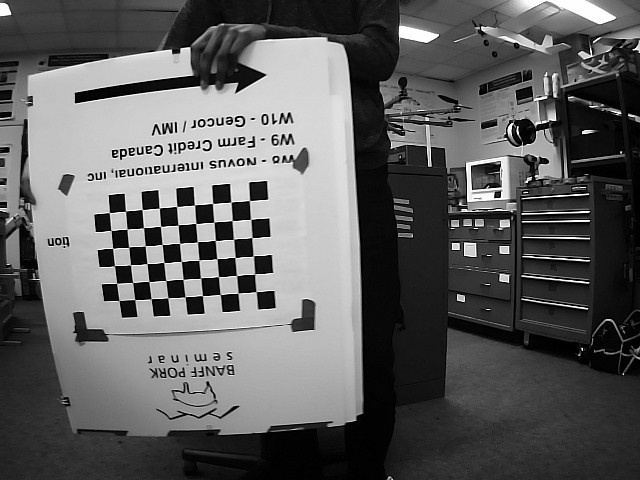 BANFF PORK
seminar
tion
W8 - Novus International, Inc
W9 - Farm Credit Canada
W10 - Gencor / IMV